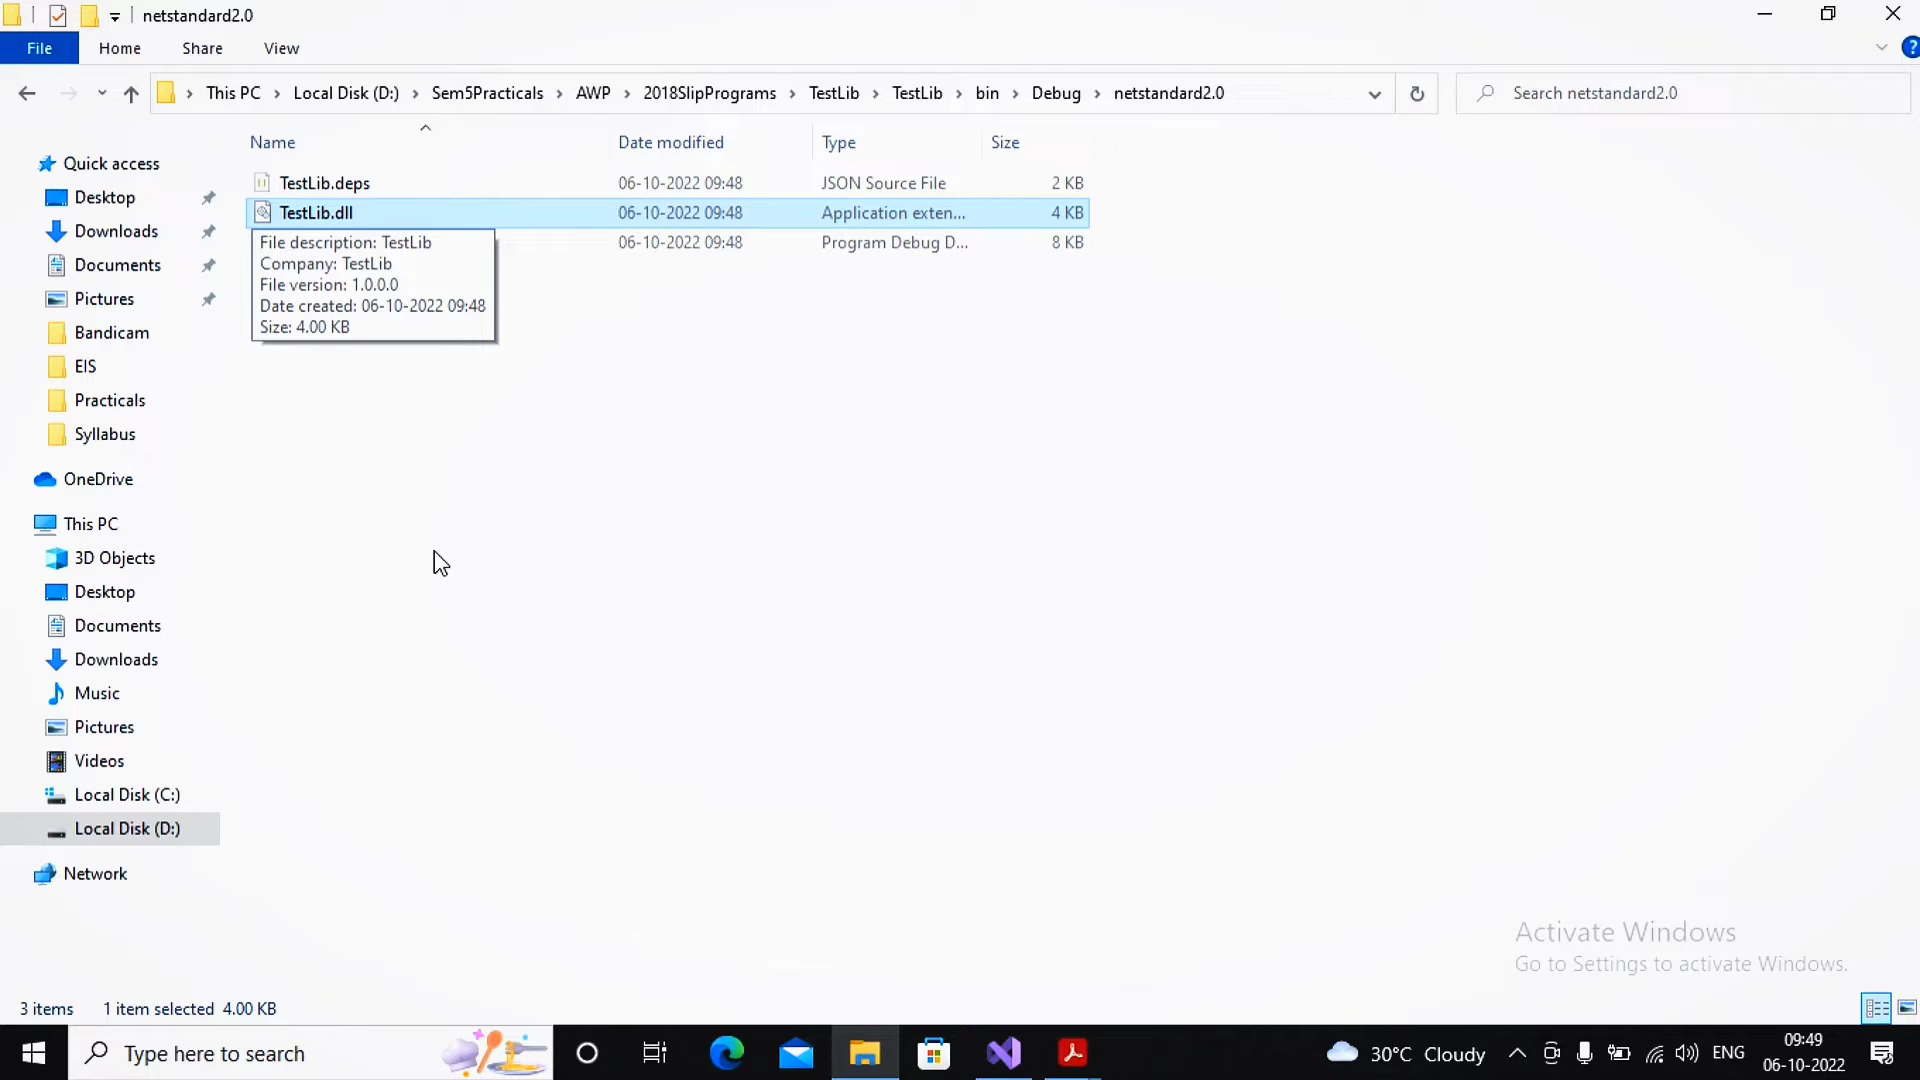 netstandard2.0
File Home Share View
This PC Local Disk (D:) Sem5Practicals AWP 2018SlipPrograms TestLib TestLib bin Debug netstandard2.0
Search netstandard2.0
Name Date modified Type Size
TestLib.deps 06-10-2022 09:48 JSON Source File 2 KB
TestLib.dll 06-10-2022 09:48 Application exten... 4 KB
06-10-2022 09:48 Program Debug D... 8 KB
File description: TestLib
Company: TestLib
File version: 1.0.0.0
Date created: 06-10-2022 09:48
Size: 4.00 KB
Quick access
Desktop
Downloads
Documents
Pictures
Bandicam
EIS
Practicals
Syllabus
OneDrive
This PC
3D Objects
Desktop
Documents
Downloads
Music
Pictures
Videos
Local Disk (C:)
Local Disk (D:)
Network
Activate Windows
Go to Settings to activate Windows.
3 items 1 item selected 4.00 KB
Type here to search
30°C Cloudy
ENG
09:49
06-10-2022